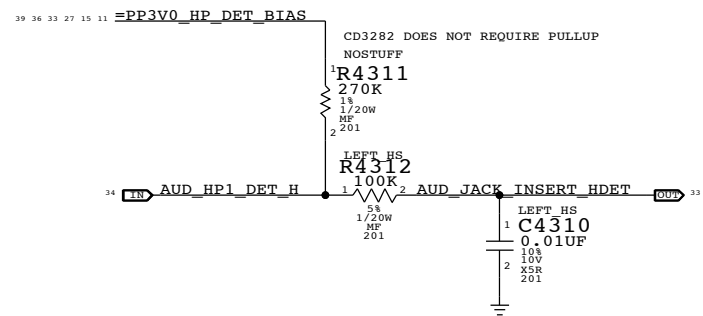 39 36 33 27 15 11 =PP3V0_HP_DET_BIAS
CD3282 DOES NOT REQUIRE PULLUP
NOSTUFF
1
R4311
270K
1%
1/20W
MF
201
2
LEFT_HS
R4312
100K
34 IN AUD_HP1_DET_H 1 2 AUD_JACK_INSERT_HDET OUT 33
5%
1/20W
MF
201
LEFT_HS
1
C4310
0.01UF
10%
10V
2
X5R
201